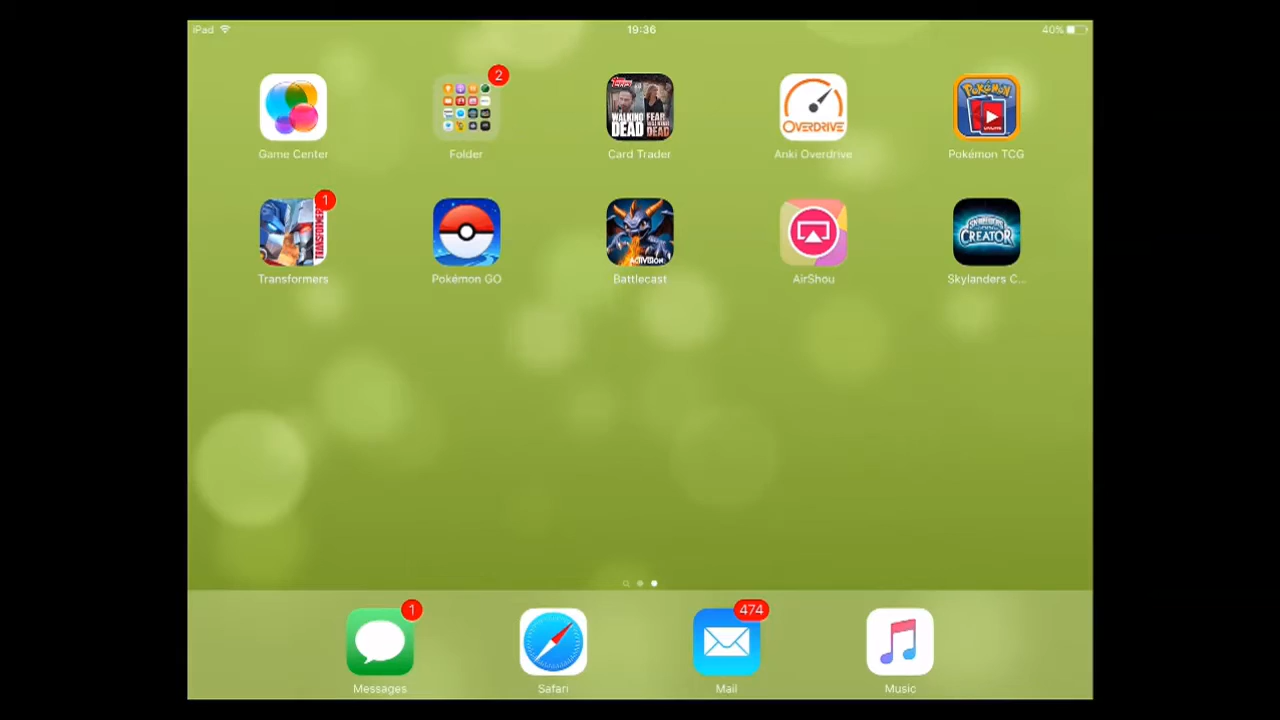 iPad 19:36 40%
2
Topps
WALKING DEAD FEAR WALKING DEAD
OVERDRIVE
POKéMON
ONLINE
Game Center Folder Card Trader Anki Overdrive Pokémon TCG
1
TRANSFORMERS
ACTIVISION
SKYLANDERS
CREATOR
Transformers Pokémon GO Battlecast AirShou Skylanders C...
1 474
Messages Safari Mail Music